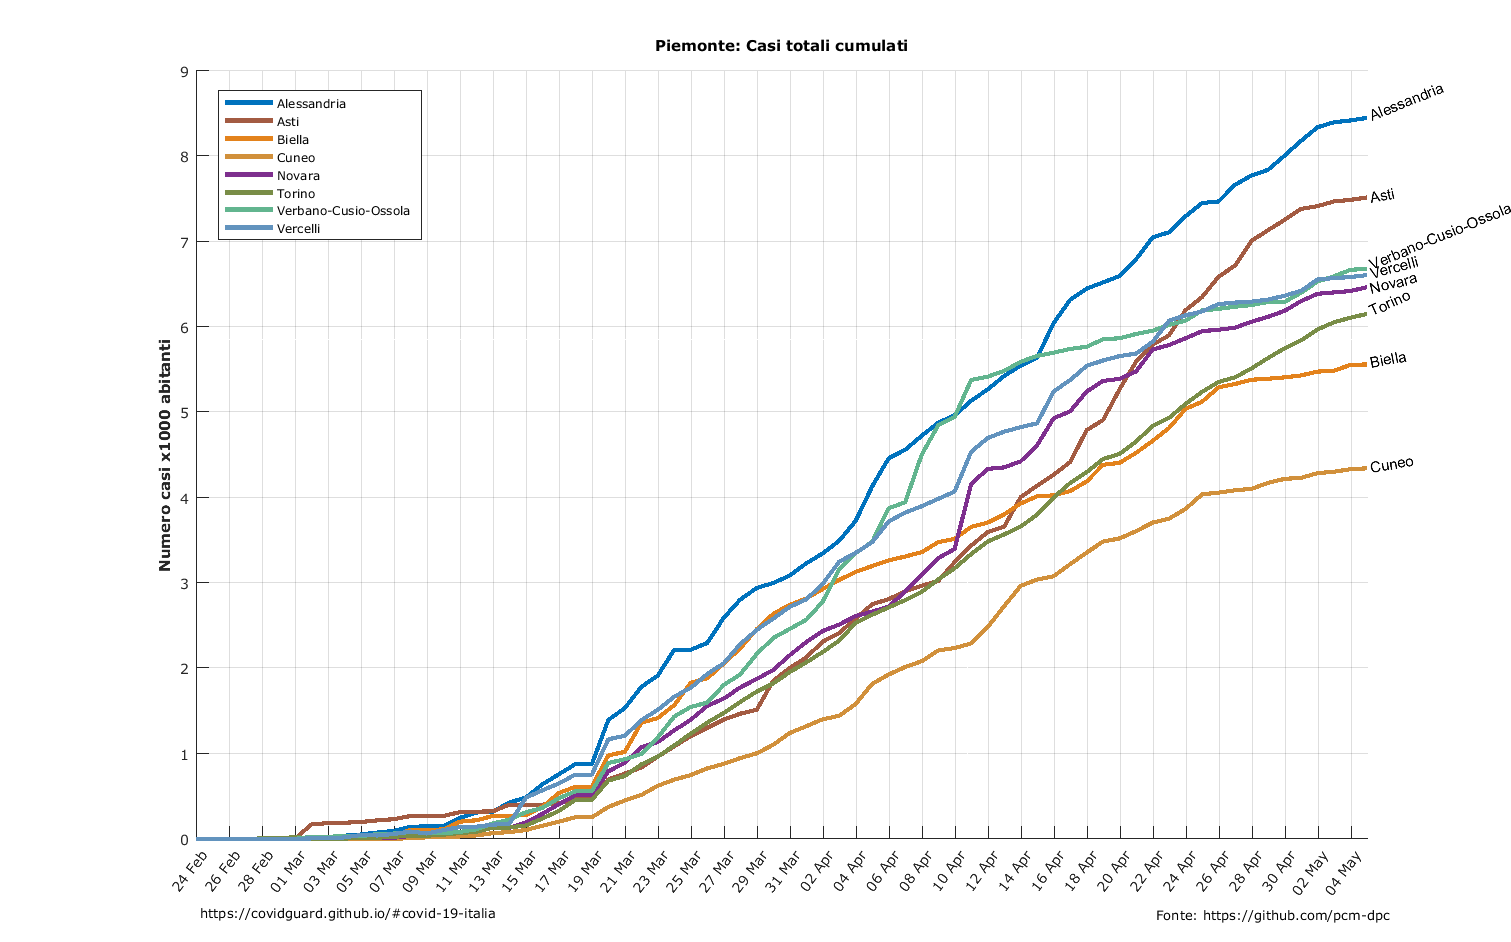 Piemonte: Casi totali cumulati
Numero casi x1000 abitanti
9
8
7
6
5
4
3
2
1
0
Alessandria
Asti
Biella
Cuneo
Novara
Torino
Verbano-Cusio-Ossola
Vercelli
Alessandria
Asti
Verbano-Cusio-Ossola
Vercelli
Novara
Torino
Biella
Cuneo
24 Feb
26 Feb
28 Feb
01 Mar
03 Mar
05 Mar
07 Mar
09 Mar
11 Mar
13 Mar
15 Mar
17 Mar
19 Mar
21 Mar
23 Mar
25 Mar
27 Mar
29 Mar
31 Mar
02 Apr
04 Apr
06 Apr
08 Apr
10 Apr
12 Apr
14 Apr
16 Apr
18 Apr
20 Apr
22 Apr
24 Apr
26 Apr
28 Apr
30 Apr
02 May
04 May
https://covidguard.github.io/#covid-19-italia
Fonte: https://github.com/pcm-dpc